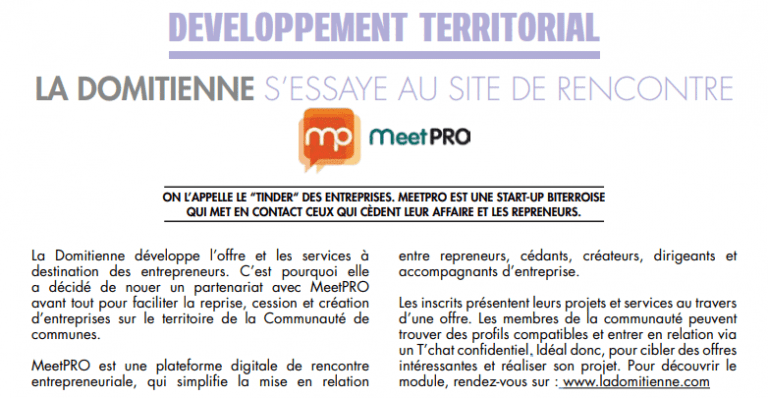 DEVELOPPEMENT TERRITORIAL
LA DOMITIENNE S'ESSAYE AU SITE DE RENCONTRE
mp meetPRO
ON L'APPELLE LE "TINDER" DES ENTREPRISES. MEETPRO EST UNE START-UP BITERROISE
QUI MET EN CONTACT CEUX QUI CÈDENT LEUR AFFAIRE ET LES REPRENEURS.
La Domitienne développe l'offre et les services à
destination des entrepreneurs. C'est pourquoi elle
a décidé de nouer un partenariat avec MeetPRO
avant tout pour faciliter la reprise, cession et création
d'entreprises sur le territoire de la Communauté de
communes.
MeetPRO est une plateforme digitale de rencontre
entrepreneuriale, qui simplifie la mise en relation
entre repreneurs, cédants, créateurs, dirigeants et
accompagnants d'entreprise.
Les inscrits présentent leurs projets et services au travers
d'une offre. Les membres de la communauté peuvent
trouver des profils compatibles et entrer en relation via
un T'chat confidentiel. Idéal donc, pour cibler des offres
intéressantes et réaliser son projet. Pour découvrir le
module, rendez-vous sur : www.ladomitienne.com